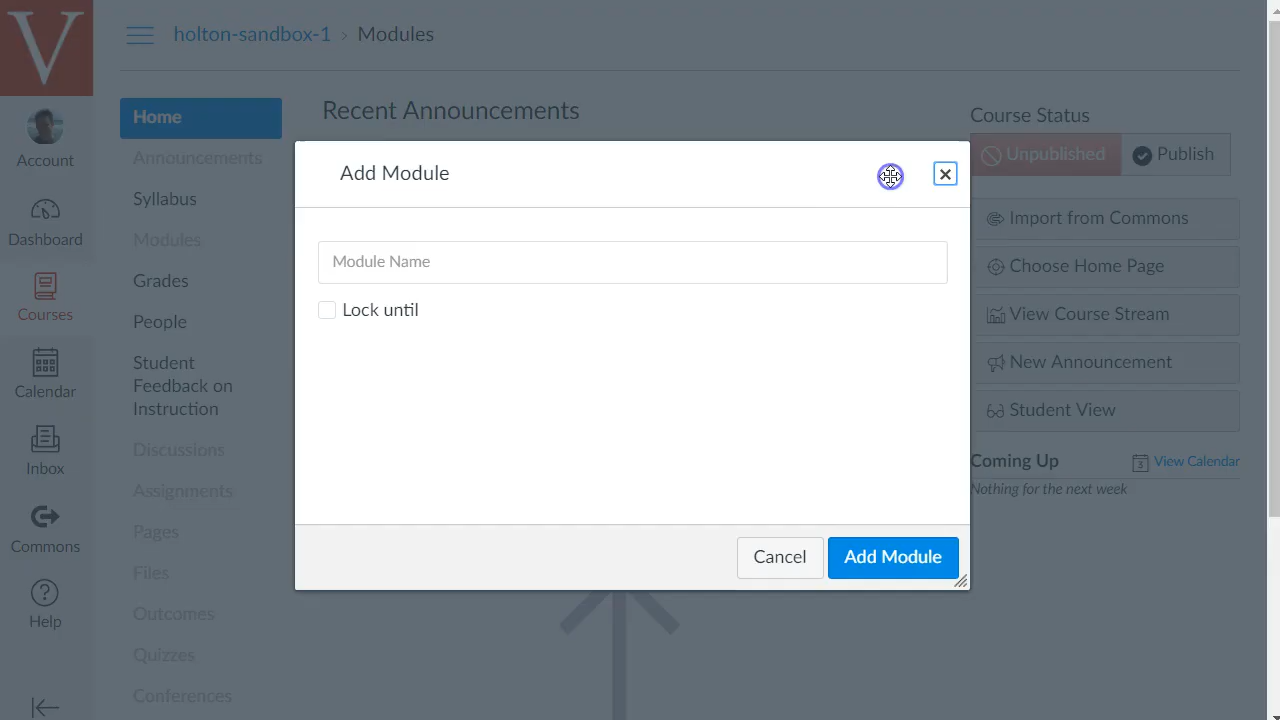 V
holton-sandbox-1 > Modules
Account
Dashboard
Courses
Calendar
Inbox
Commons
Help
Home
Announcements
Syllabus
Modules
Grades
People
Student
Feedback on
Instruction
Discussions
Assignments
Pages
Files
Outcomes
Quizzes
Conferences
Recent Announcements
Add Module
Module Name
Lock until
Cancel
Add Module
Course Status
Unpublished
Publish
Import from Commons
Choose Home Page
View Course Stream
New Announcement
Student View
Coming Up
3 View Calendar
Nothing for the next week